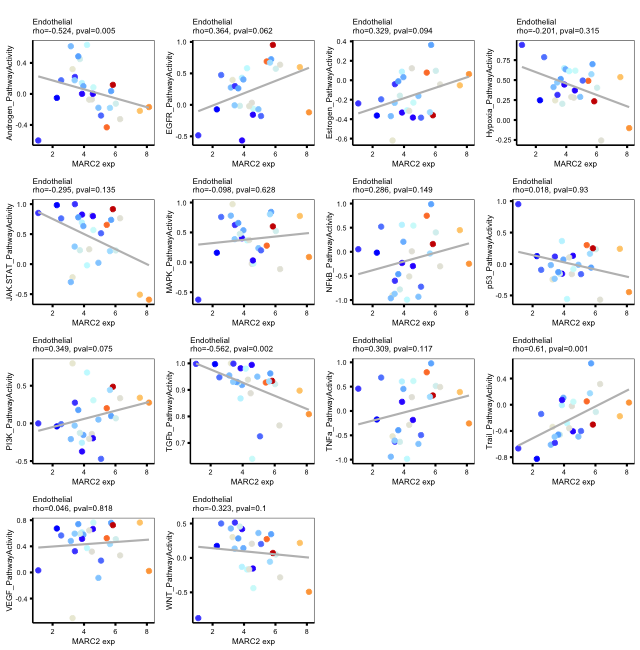 Endothelial
rho=-0.524, pval=0.005
Androgen_PathwayActivity
0.4
0.0
-0.4
2
4
6
8
MARC2 exp
Endothelial
rho=0.364, pval=0.062
EGFR_PathwayActivity
1.0
0.5
0.0
-0.5
2
4
6
8
MARC2 exp
Endothelial
rho=0.329, pval=0.094
Estrogen_PathwayActivity
0.4
0.2
0.0
-0.2
-0.4
-0.6
2
4
6
8
MARC2 exp
Endothelial
rho=-0.201, pval=0.315
Hypoxia_PathwayActivity
1.00
0.75
0.50
0.25
0.00
-0.25
2
4
6
8
MARC2 exp
Endothelial
rho=-0.295, pval=0.135
JAK-STAT_PathwayActivity
1.0
0.5
0.0
-0.5
2
4
6
8
MARC2 exp
Endothelial
rho=-0.098, pval=0.628
MAPK_PathwayActivity
1.0
0.5
0.0
-0.5
2
4
6
8
MARC2 exp
Endothelial
rho=0.286, pval=0.149
NFkB_PathwayActivity
1.0
0.5
0.0
-0.5
-1.0
2
4
6
8
MARC2 exp
Endothelial
rho=0.018, pval=0.93
p53_PathwayActivity
1.0
0.5
0.0
-0.5
2
4
6
8
MARC2 exp
Endothelial
rho=0.349, pval=0.075
PI3K_PathwayActivity
0.5
0.0
-0.5
2
4
6
8
MARC2 exp
Endothelial
rho=-0.562, pval=0.002
TGFb_PathwayActivity
1.0
0.9
0.8
0.7
2
4
6
8
MARC2 exp
Endothelial
rho=0.309, pval=0.117
TNFa_PathwayActivity
1.0
0.5
0.0
-0.5
-1.0
2
4
6
8
MARC2 exp
Endothelial
rho=0.61, pval=0.001
Trail_PathwayActivity
0.4
0.0
-0.4
-0.8
2
4
6
8
MARC2 exp
Endothelial
rho=0.046, pval=0.818
VEGF_PathwayActivity
0.8
0.4
0.0
-0.4
2
4
6
8
MARC2 exp
Endothelial
rho=-0.323, pval=0.1
WNT_PathwayActivity
0.5
0.0
-0.5
2
4
6
8
MARC2 exp